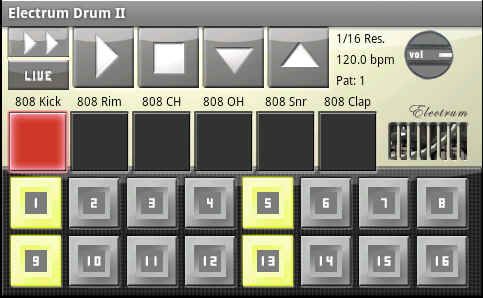 Electrum Drum II
LIVE
1/16 Res.
120.0 bpm
Pat: 1
vol
808 Kick 808 Rim 808 CH 808 OH 808 Snr 808 Clap
Electrum
1 2 3 4 5 6 7 8
9 10 11 12 13 14 15 16